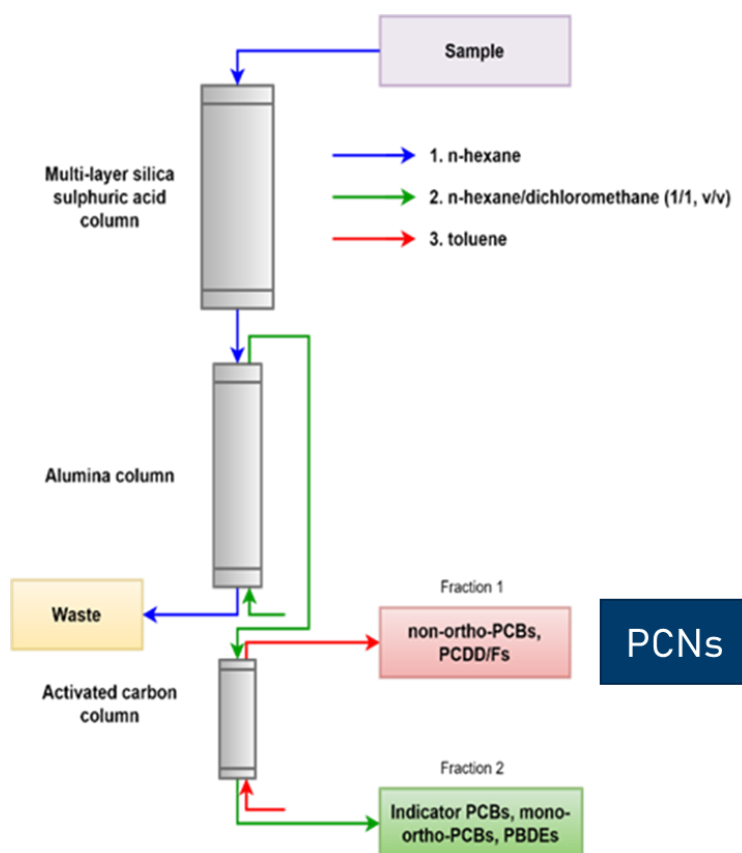 Sample
Multi-layer silica
sulphuric acid
column
1. n-hexane
2. n-hexane/dichloromethane (1/1, v/v)
3. toluene
Alumina column
Waste
Fraction 1
non-ortho-PCBs,
PCDD/Fs
PCNs
Activated carbon
column
Fraction 2
Indicator PCBs, mono-
ortho-PCBs, PBDEs